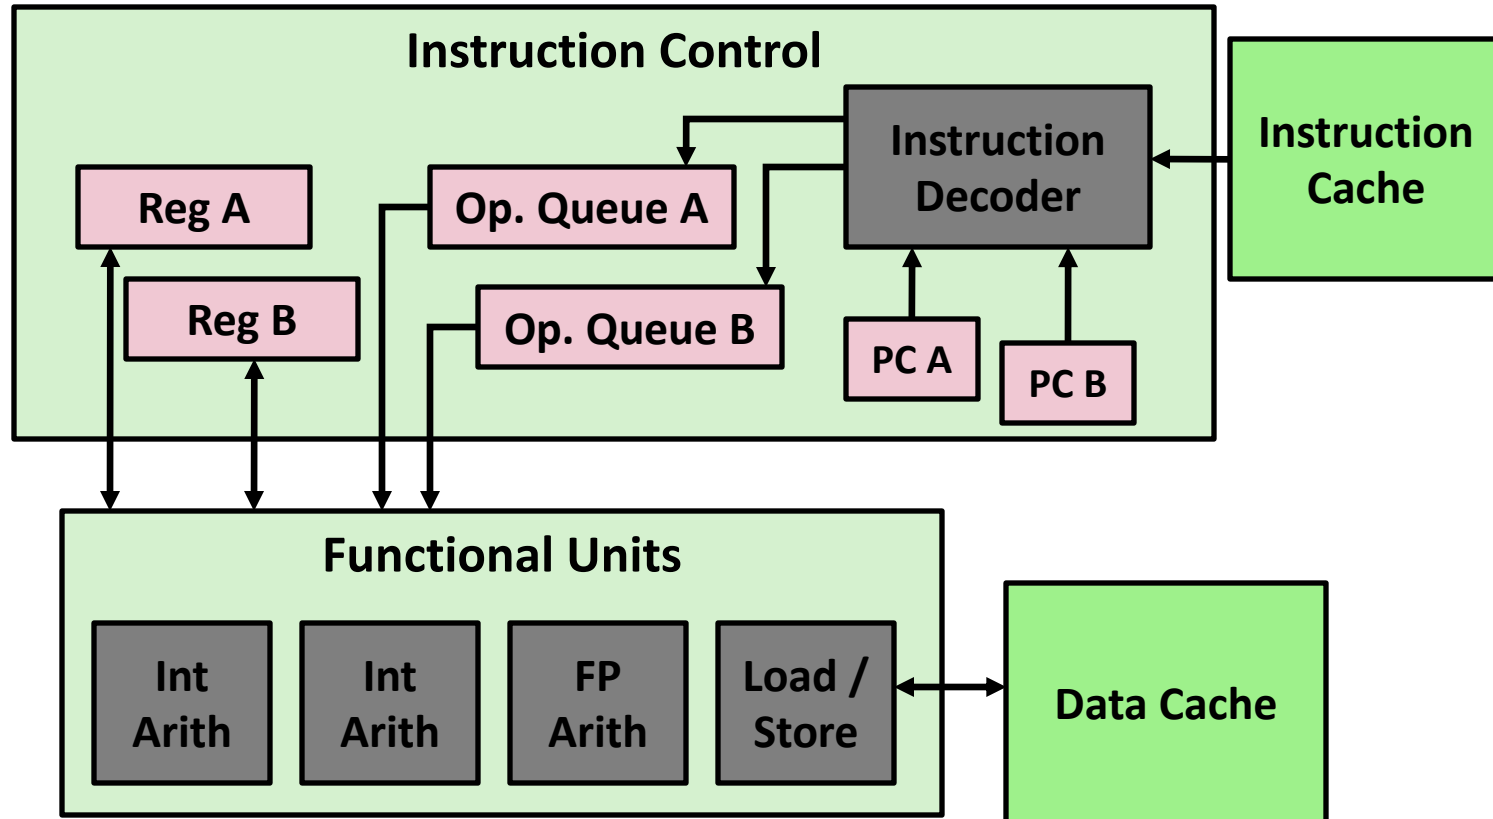 Instruction Control
Instruction
Cache
Instruction
Decoder
Reg A
Op. Queue A
Reg B
Op. Queue B
PC A
PC B
Functional Units
Int
Arith
Int
Arith
FP
Arith
Load /
Store
Data Cache